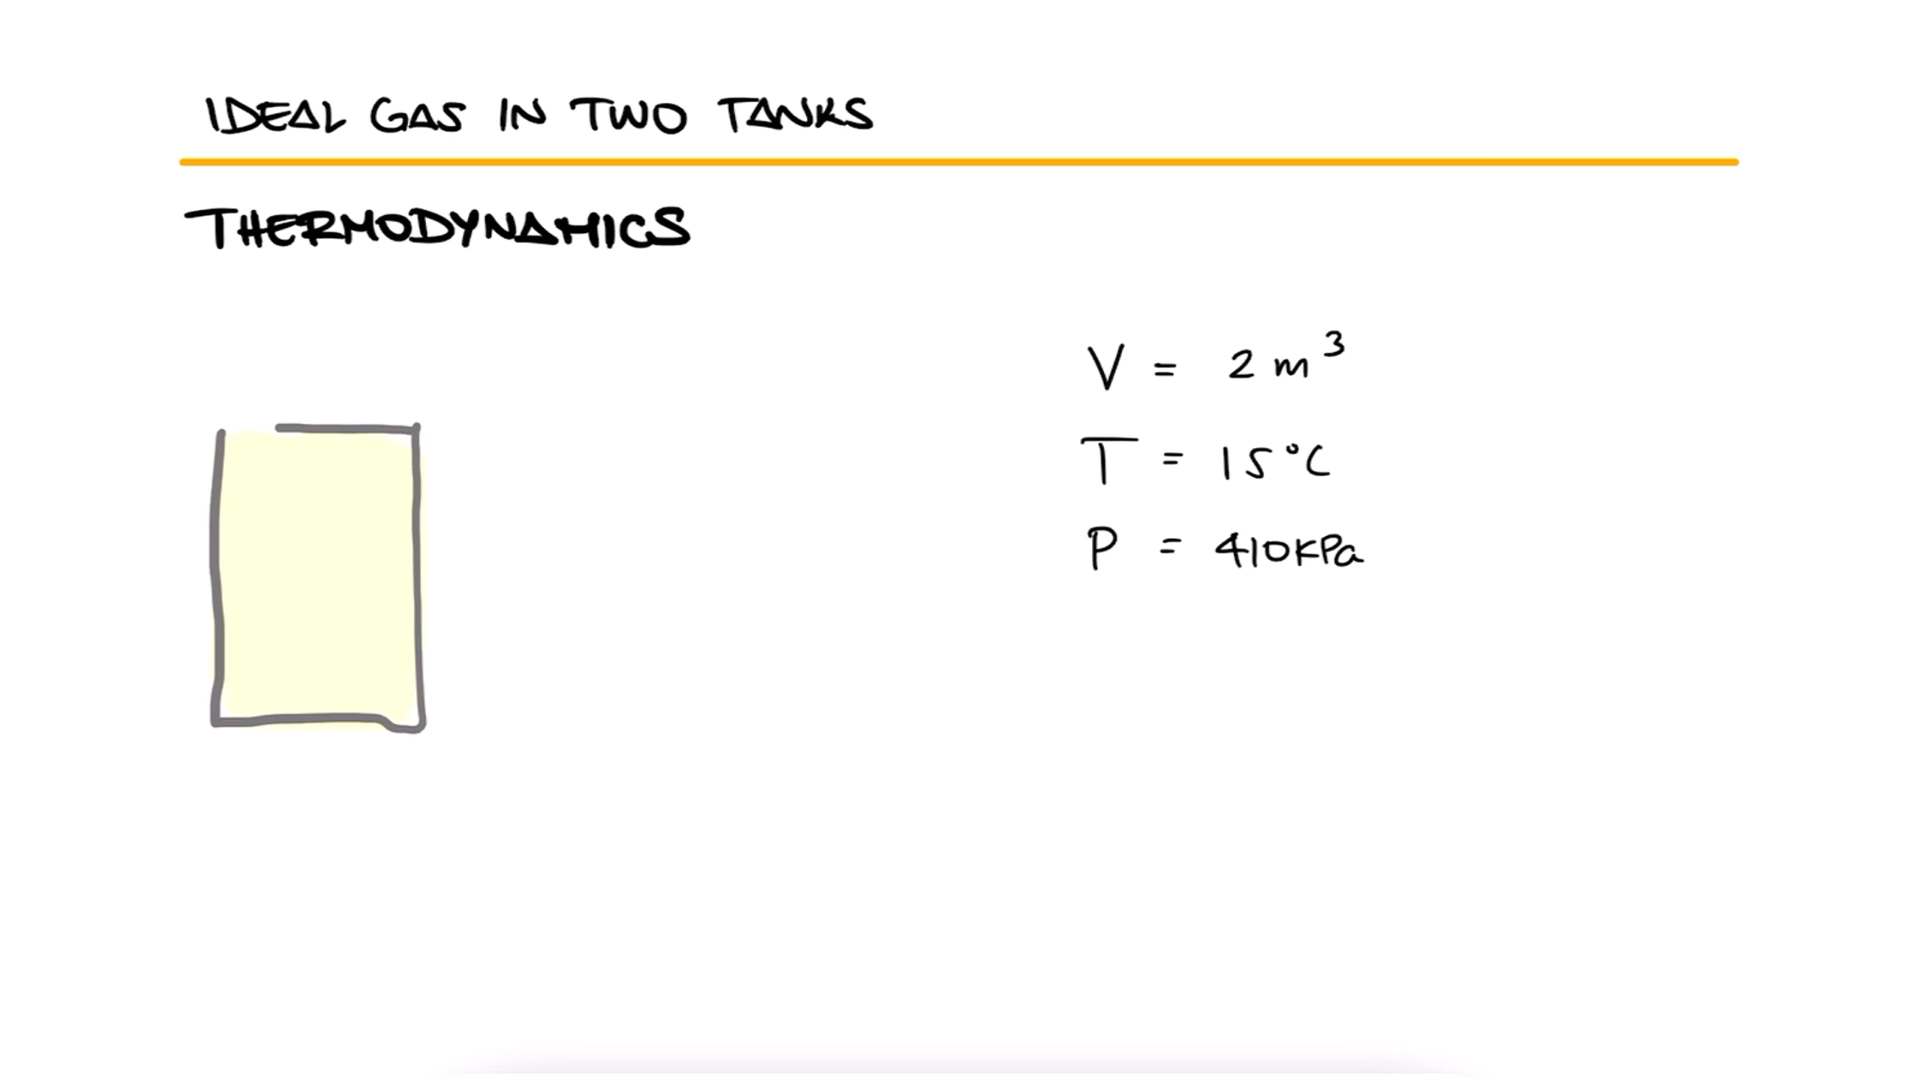 IDEAL GAS IN TWO TANKS
THERMODYNAMICS
V = 2 m³
T = 15°C
P = 410kPa